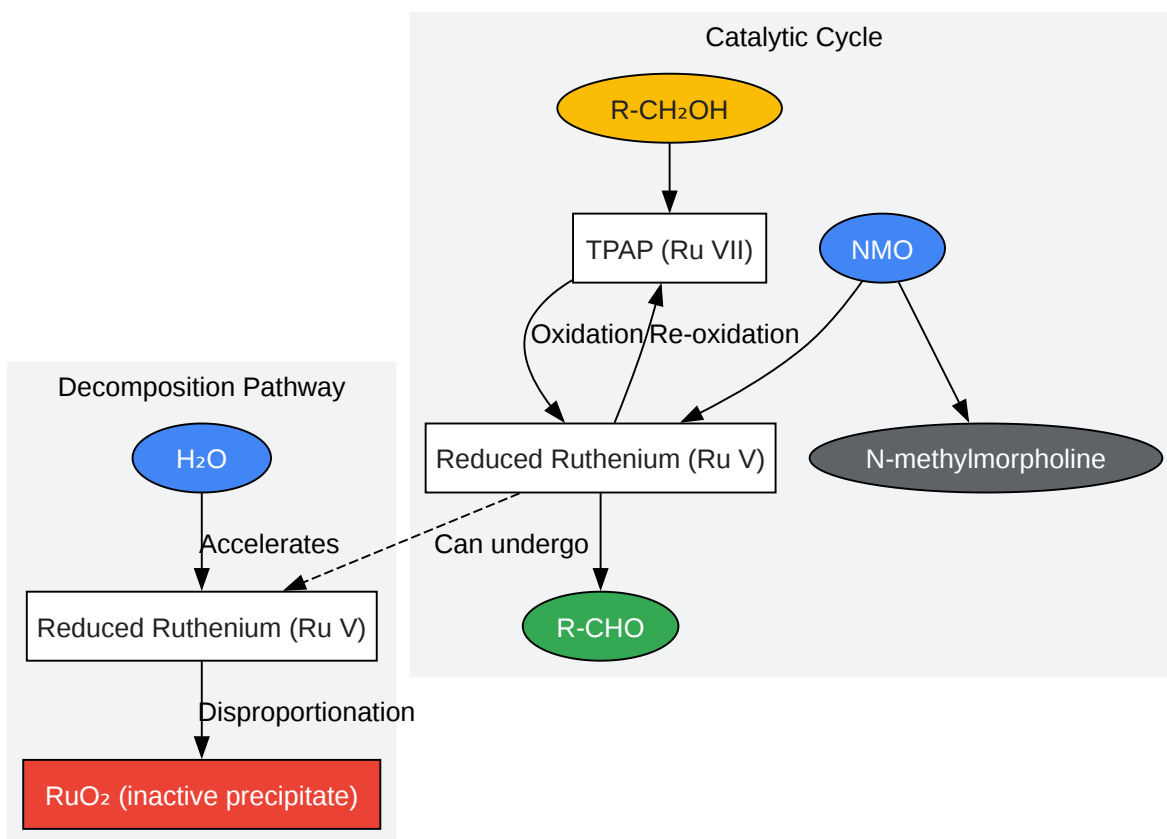 Catalytic Cycle
R-CH₂OH
TPAP (Ru VII)
NMO
Oxidation
Re-oxidation
Decomposition Pathway
H₂O
Reduced Ruthenium (Ru V)
N-methylmorpholine
Accelerates
Can undergo
Reduced Ruthenium (Ru V)
R-CHO
Disproportionation
RuO₂ (inactive precipitate)